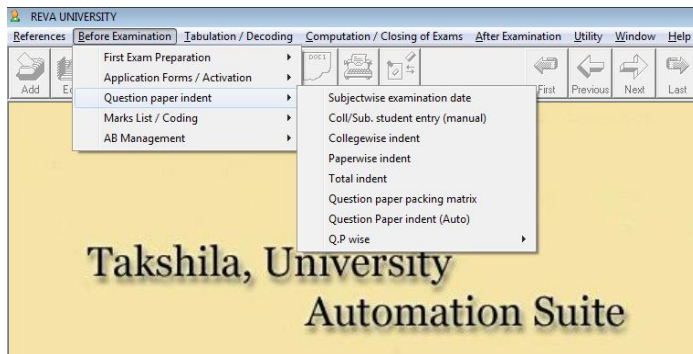 REVA UNIVERSITY
References Before Examination Tabulation / Decoding Computation / Closing of Exams After Examination Utility Window Help
DOC1
Add
First Previous Next Last
First Exam Preparation
Application Forms / Activation
Question paper indent
Marks List / Coding
AB Management
Subjectwise examination date
Coll/Sub. student entry (manual)
Collegewise indent
Paperwise indent
Total indent
Question paper packing matrix
Question Paper indent (Auto)
Q.P wise
Takshila, University
Automation Suite